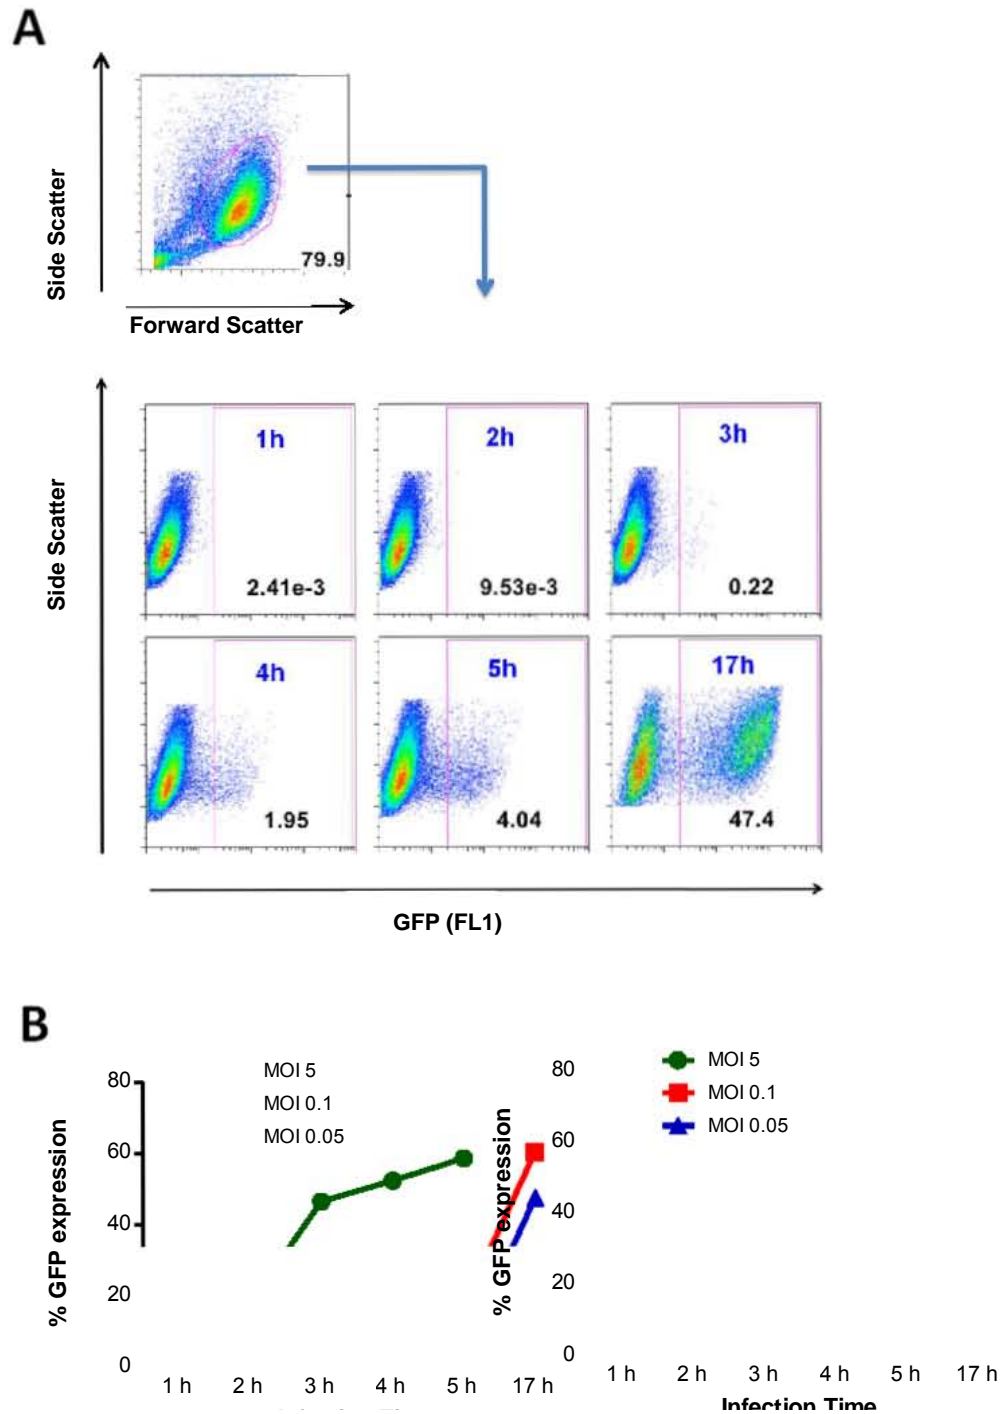 A
Side Scatter
79.9
Forward Scatter
Side Scatter
1h
2h
3h
2.41e-3
9.53e-3
0.22
4h
5h
17h
1.95
4.04
47.4
GFP (FL1)
B
% GFP expression
80
60
40
20
0
MOI 5
MOI 0.1
MOI 0.05
1 h 2 h 3 h 4 h 5 h 17 h
% GFP expression
80
60
40
20
0
MOI 5
MOI 0.1
MOI 0.05
1 h 2 h 3 h 4 h 5 h 17 h
Infection Time